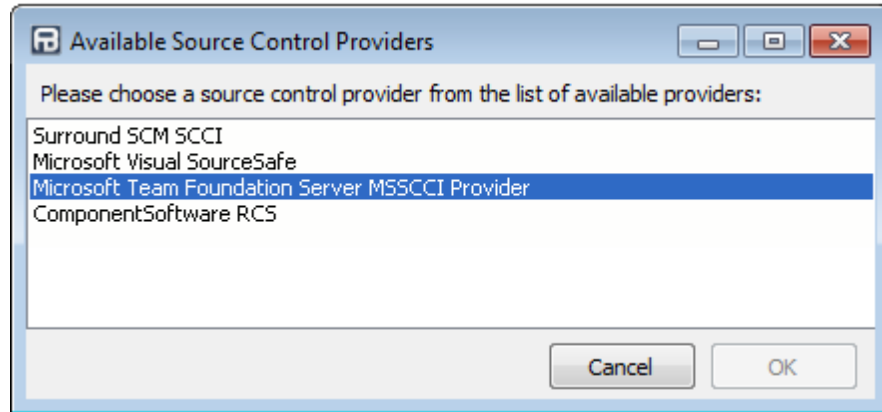 Available Source Control Providers
Please choose a source control provider from the list of available providers:
Surround SCM SCCI
Microsoft Visual SourceSafe
Microsoft Team Foundation Server MSSCCI Provider
ComponentSoftware RCS
Cancel OK